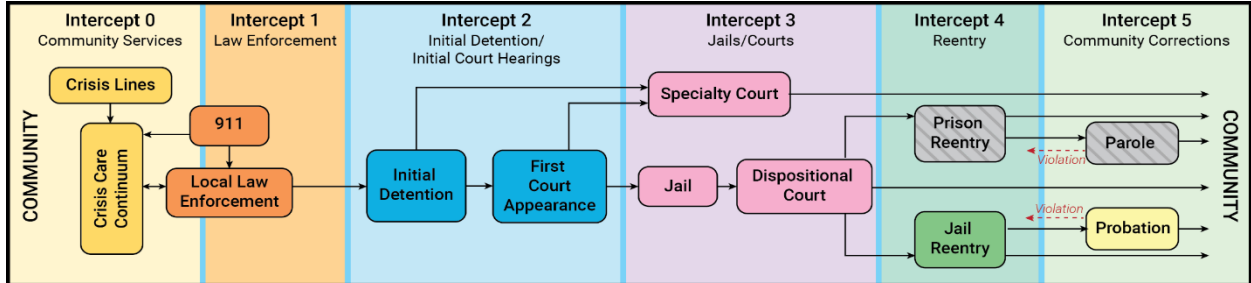 Intercept 0
Community Services
Intercept 1
Law Enforcement
Intercept 2
Initial Detention/
Initial Court Hearings
Intercept 3
Jails/Courts
Intercept 4
Reentry
Intercept 5
Community Corrections
COMMUNITY
Crisis Lines
Crisis Care
Continuum
911
Local Law
Enforcement
Initial
Detention
First
Court
Appearance
Specialty Court
Jail
Dispositional
Court
Prison
Reentry
Violation
Parole
Jail
Reentry
Violation
Probation
COMMUNITY